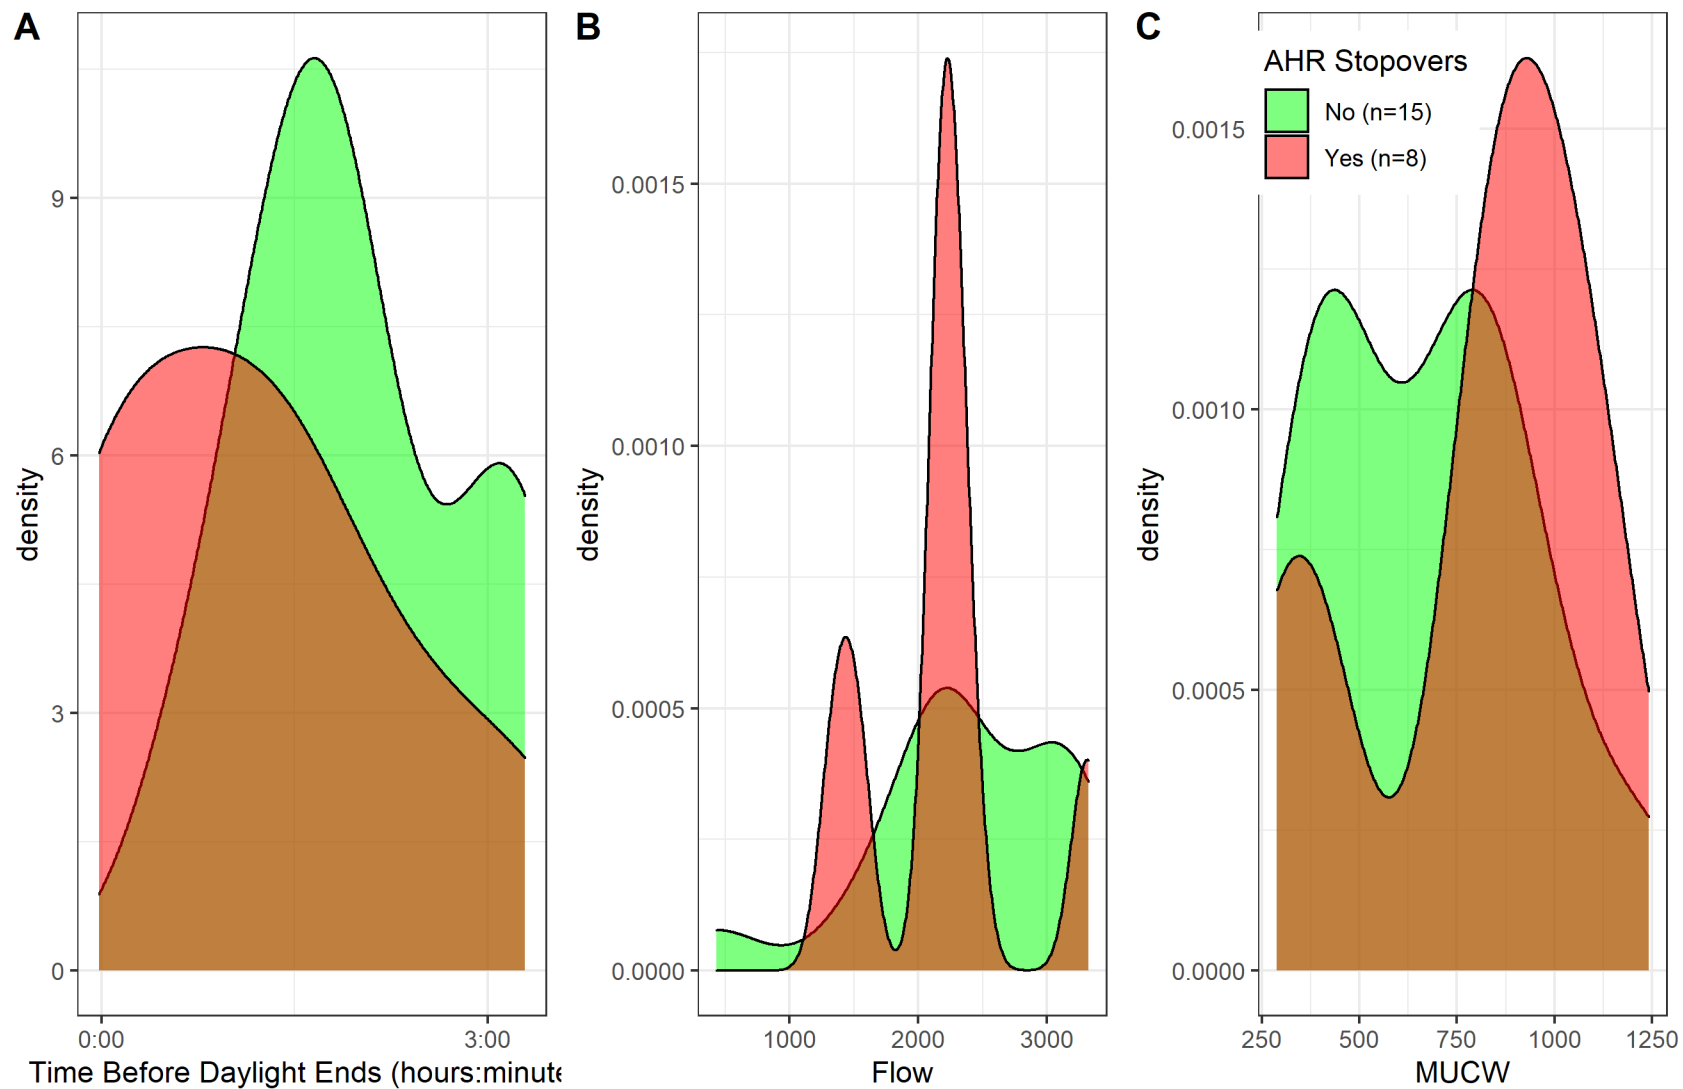 A
density
9
6
3
0
0:00
3:00
Time Before Daylight Ends (hours:minute
B
density
0.0015
0.0010
0.0005
0.0000
1000
2000
3000
Flow
C
density
0.0015
0.0010
0.0005
0.0000
250
500
750
1000
1250
MUCW
AHR Stopovers
No (n=15)
Yes (n=8)